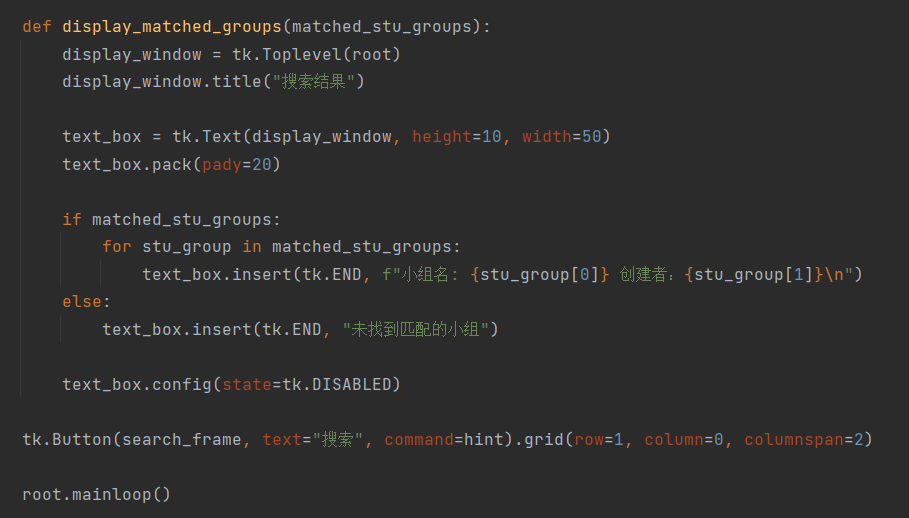 def display_matched_groups(matched_stu_groups):
    display_window = tk.Toplevel(root)
    display_window.title("搜索结果")
    text_box = tk.Text(display_window, height=10, width=50)
    text_box.pack(pady=20)
    if matched_stu_groups:
        for stu_group in matched_stu_groups:
            text_box.insert(tk.END, f"小组名: {stu_group[0]} 创建者：{stu_group[1]}\n")
    else:
        text_box.insert(tk.END, "未找到匹配的小组")
    text_box.config(state=tk.DISABLED)
tk.Button(search_frame, text="搜索", command=hint).grid(row=1, column=0, columnspan=2)
root.mainloop()